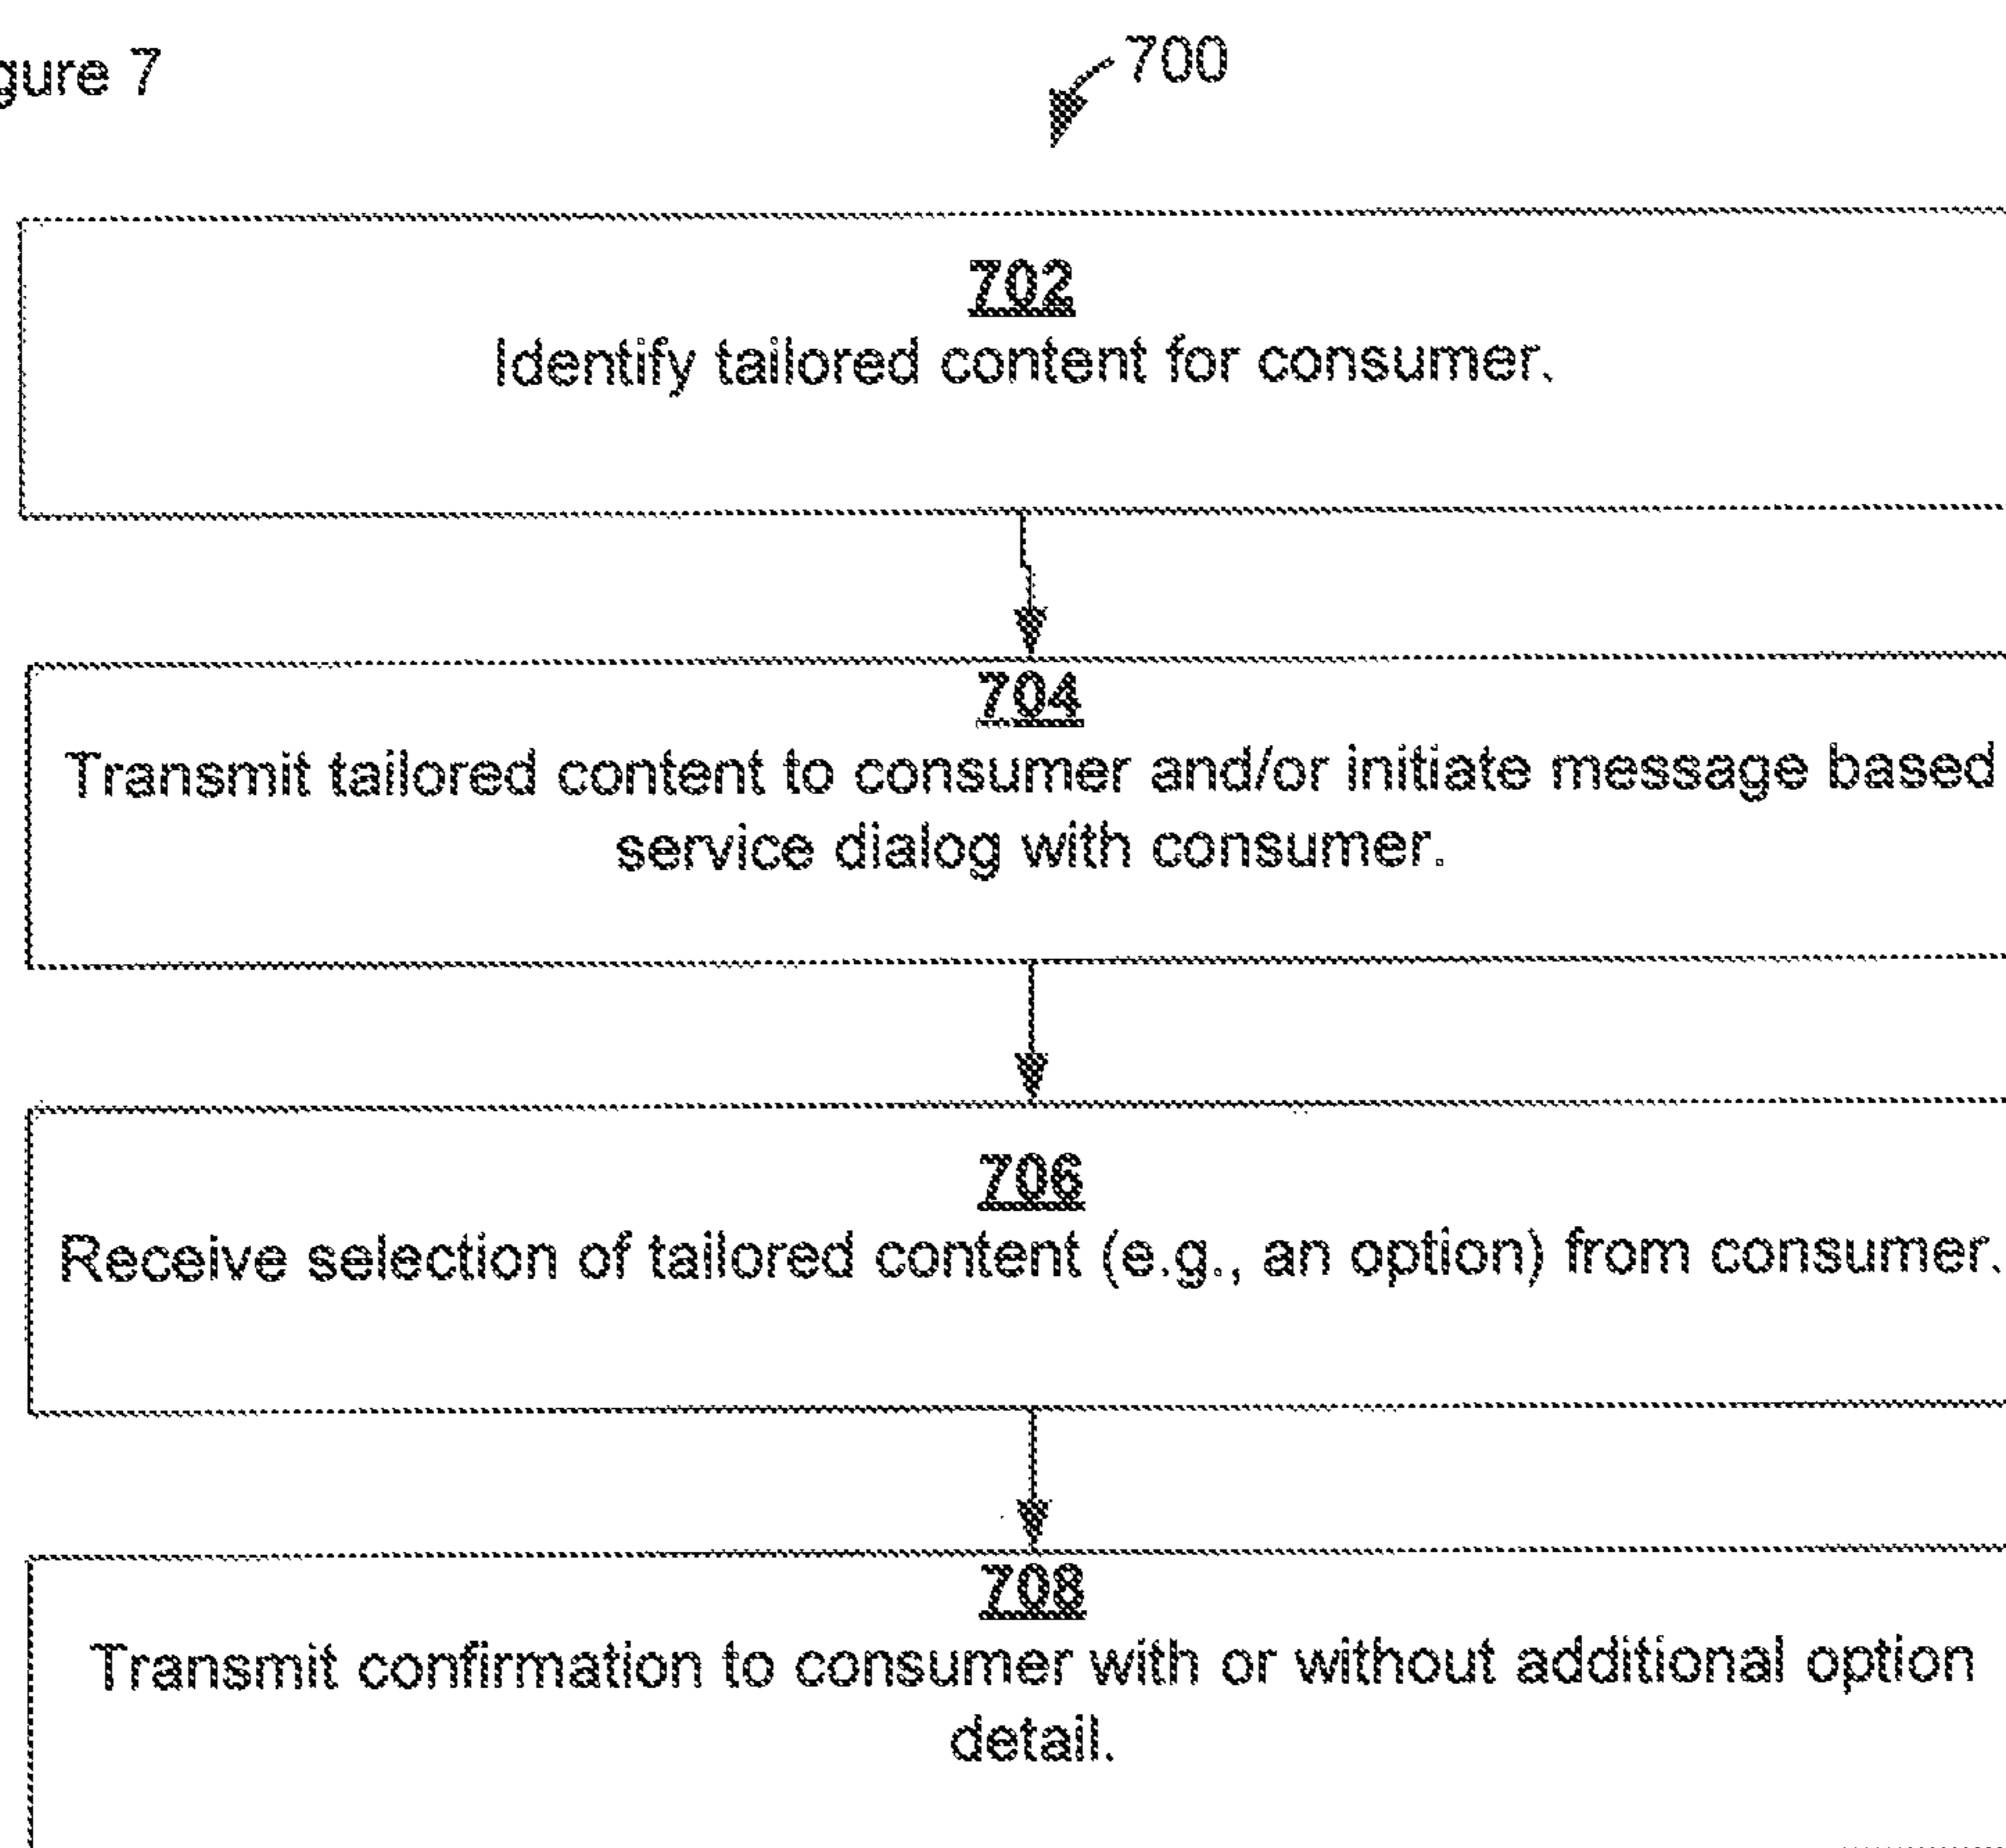 gure 7
700
702
Identify tailored content for consumer.
704
Transmit tailored content to consumer and/or initiate message based
service dialog with consumer.
706
Receive selection of tailored content (e.g., an option) from consumer.
708
Transmit confirmation to consumer with or without additional option
detail.